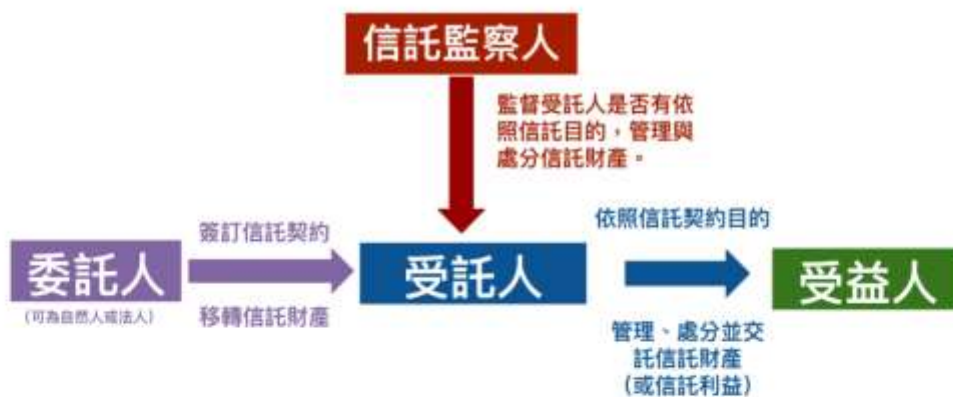 信託監察人
監督受託人是否有依
照信託目的，管理與
處分信託財產。
簽訂信託契約
依照信託契約目的
委託人
(可為自然人或法人)
受託人
受益人
移轉信託財產
管理、處分並交
託信託財產
(或信託利益)